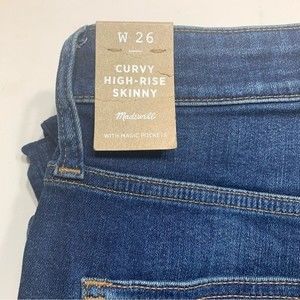 W 26
CURVY
HIGH-RISE
SKINNY
Madewell
WITH MAGIC POCKETS